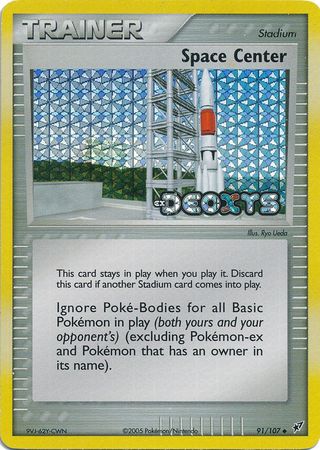 TRAINER
Stadium
Space Center
ex DEOXYS
Illus. Ryo Ueda
This card stays in play when you play it. Discard
this card if another Stadium card comes into play.
Ignore Poké-Bodies for all Basic
Pokémon in play (both yours and your
opponent's) (excluding Pokémon-ex
and Pokémon that has an owner in
its name).
9VJ-62Y-CWN
©2005 Pokémon/Nintendo
91/107 ◆